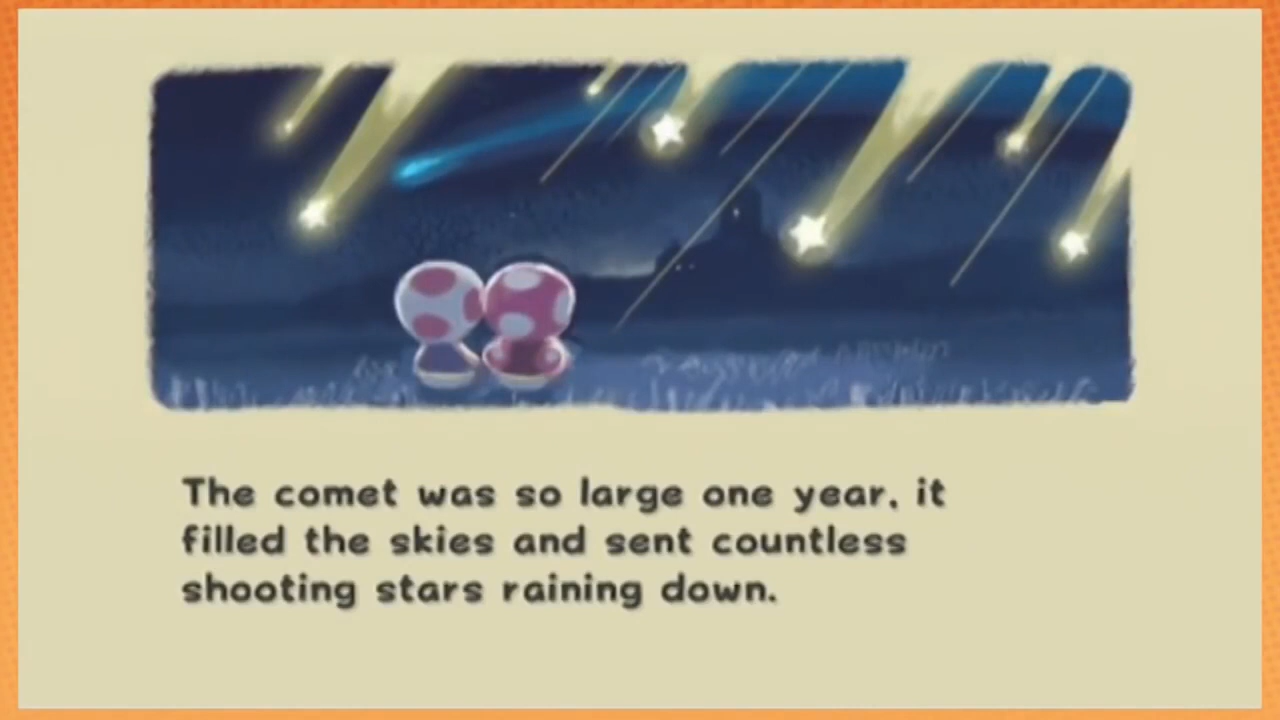 The comet was so large one year, it
filled the skies and sent countless
shooting stars raining down.